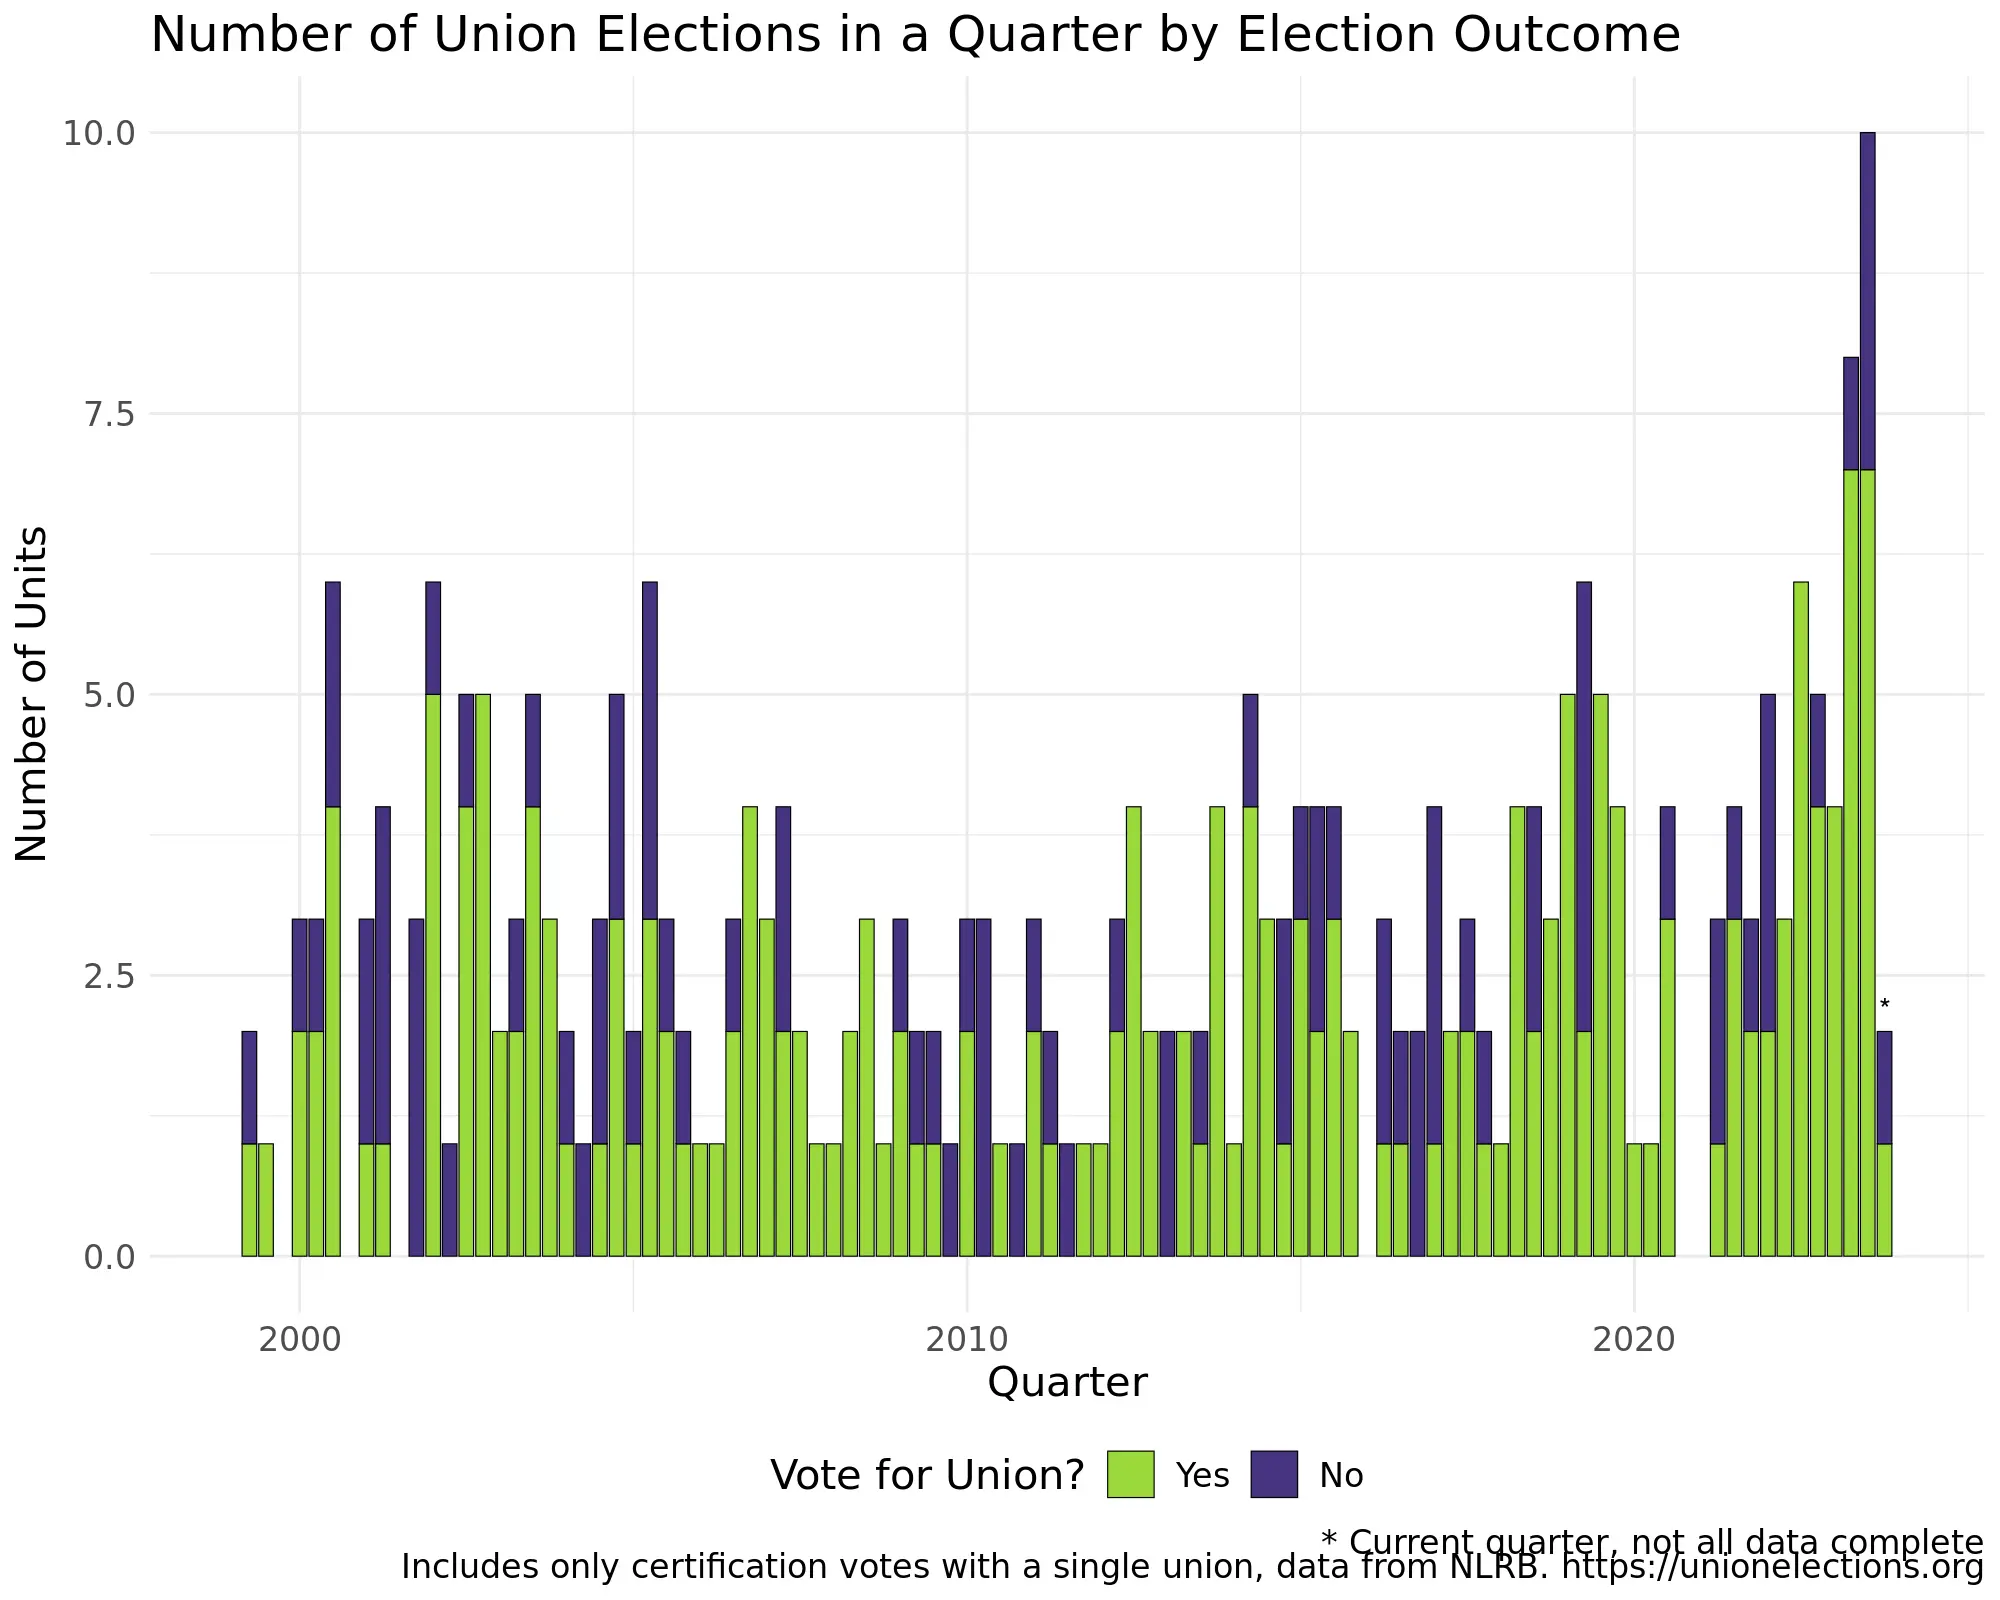 Number of Union Elections in a Quarter by Election Outcome
10.0
7.5
5.0
2.5
0.0
Number of Units
*
2000 2010 2020
Quarter
Vote for Union? Yes No
* Current quarter, not all data complete
Includes only certification votes with a single union, data from NLRB. https://unionelections.org